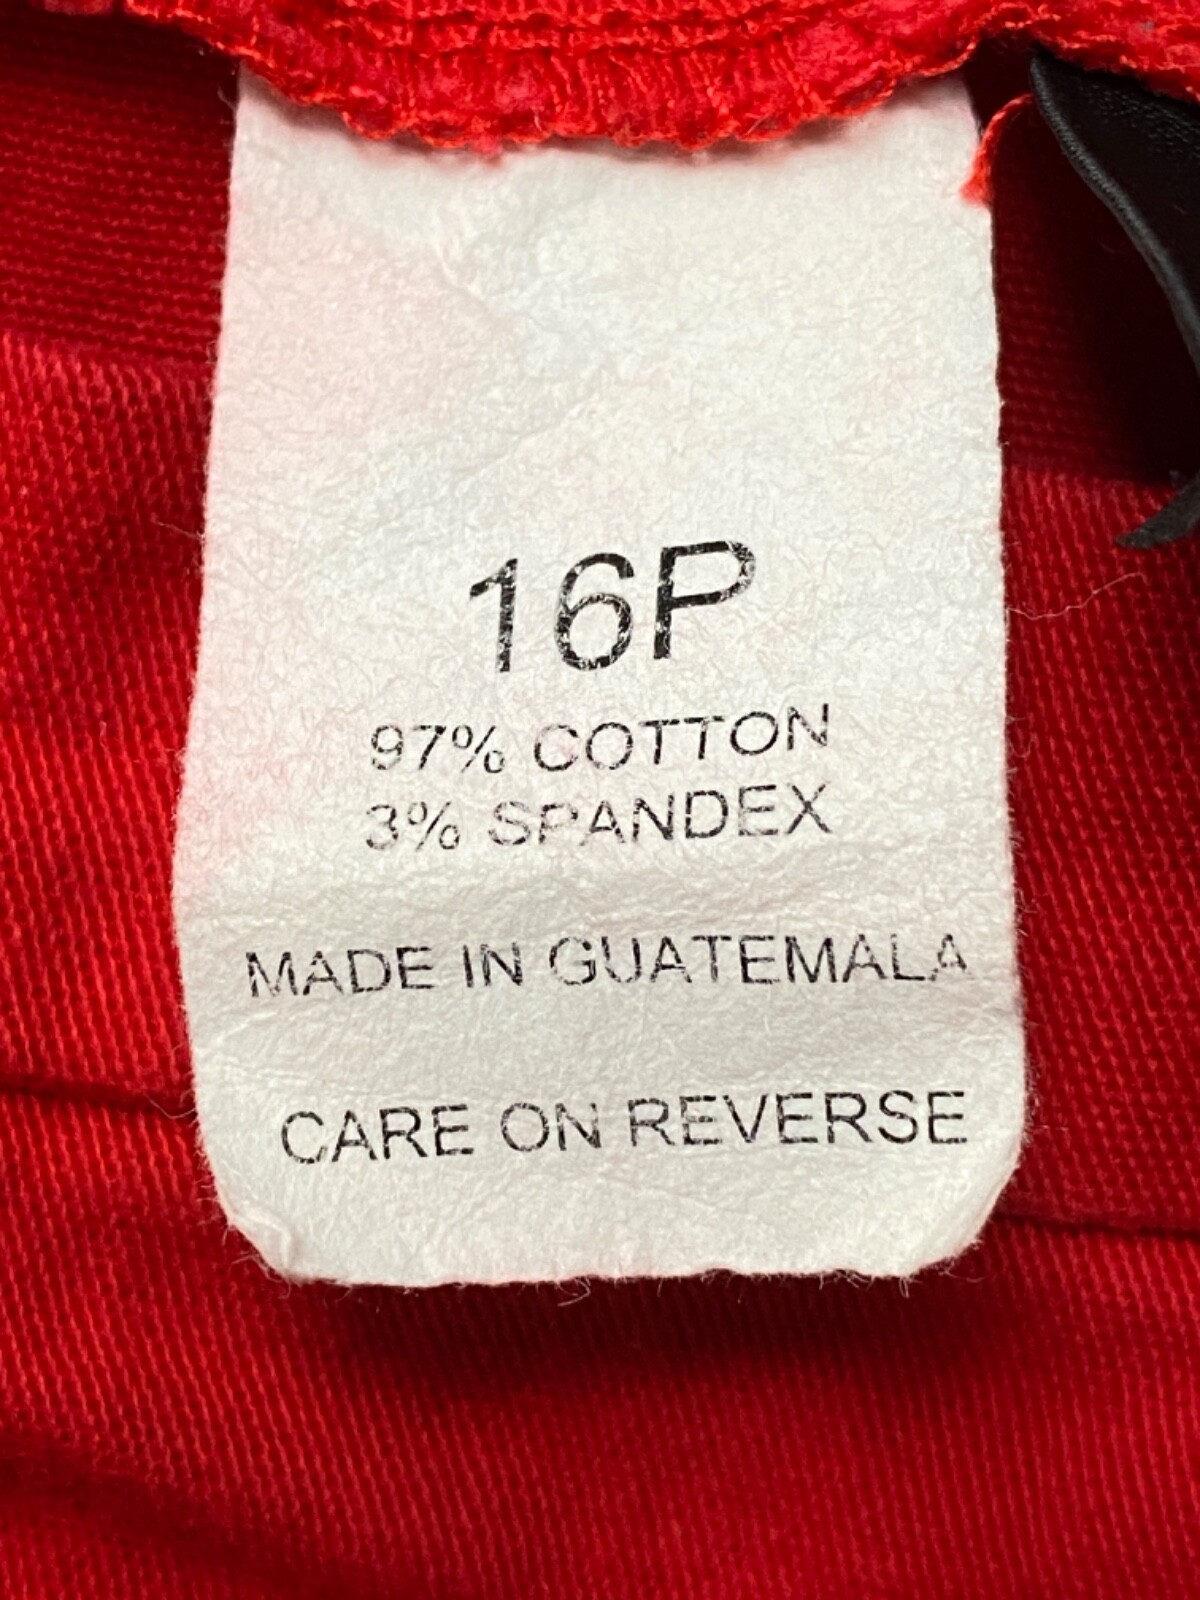 16P
97% COTTON
3% SPANDEX
MADE IN GUATEMALA
CARE ON REVERSE